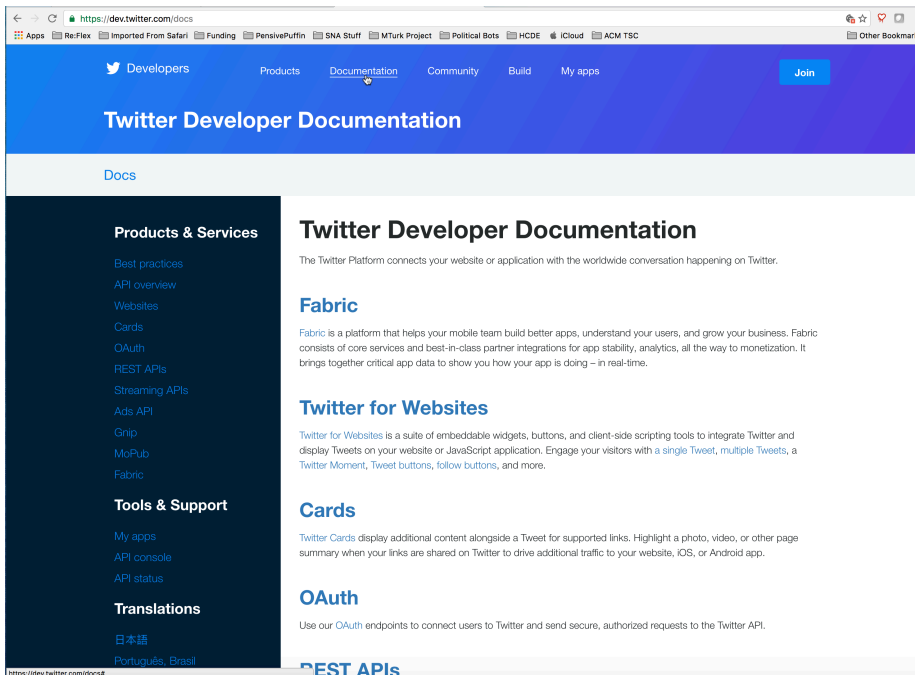 https://dev.twitter.com/docs
Apps Re:Flex Imported From Safari Funding PensivePuffin SNA Stuff MTurk Project Political Bots HCDE iCloud ACM TSC Other Bookmar
Developers Products Documentation Community Build My apps Join
Twitter Developer Documentation
Docs
Products & Services
Best practices
API overview
Websites
Cards
OAuth
REST APIs
Streaming APIs
Ads API
Gnip
MoPub
Fabric
Tools & Support
My apps
API console
API status
Translations
日本語
Português, Brasil
Twitter Developer Documentation
The Twitter Platform connects your website or application with the worldwide conversation happening on Twitter.
Fabric
Fabric is a platform that helps your mobile team build better apps, understand your users, and grow your business. Fabric
consists of core services and best-in-class partner integrations for app stability, analytics, all the way to monetization. It
brings together critical app data to show you how your app is doing – in real-time.
Twitter for Websites
Twitter for Websites is a suite of embeddable widgets, buttons, and client-side scripting tools to integrate Twitter and
display Tweets on your website or JavaScript application. Engage your visitors with a single Tweet, multiple Tweets, a
Twitter Moment, Tweet buttons, follow buttons, and more.
Cards
Twitter Cards display additional content alongside a Tweet for supported links. Highlight a photo, video, or other page
summary when your links are shared on Twitter to drive additional traffic to your website, iOS, or Android app.
OAuth
Use our OAuth endpoints to connect users to Twitter and send secure, authorized requests to the Twitter API.
REST APIs
https://dev.twitter.com/docs#